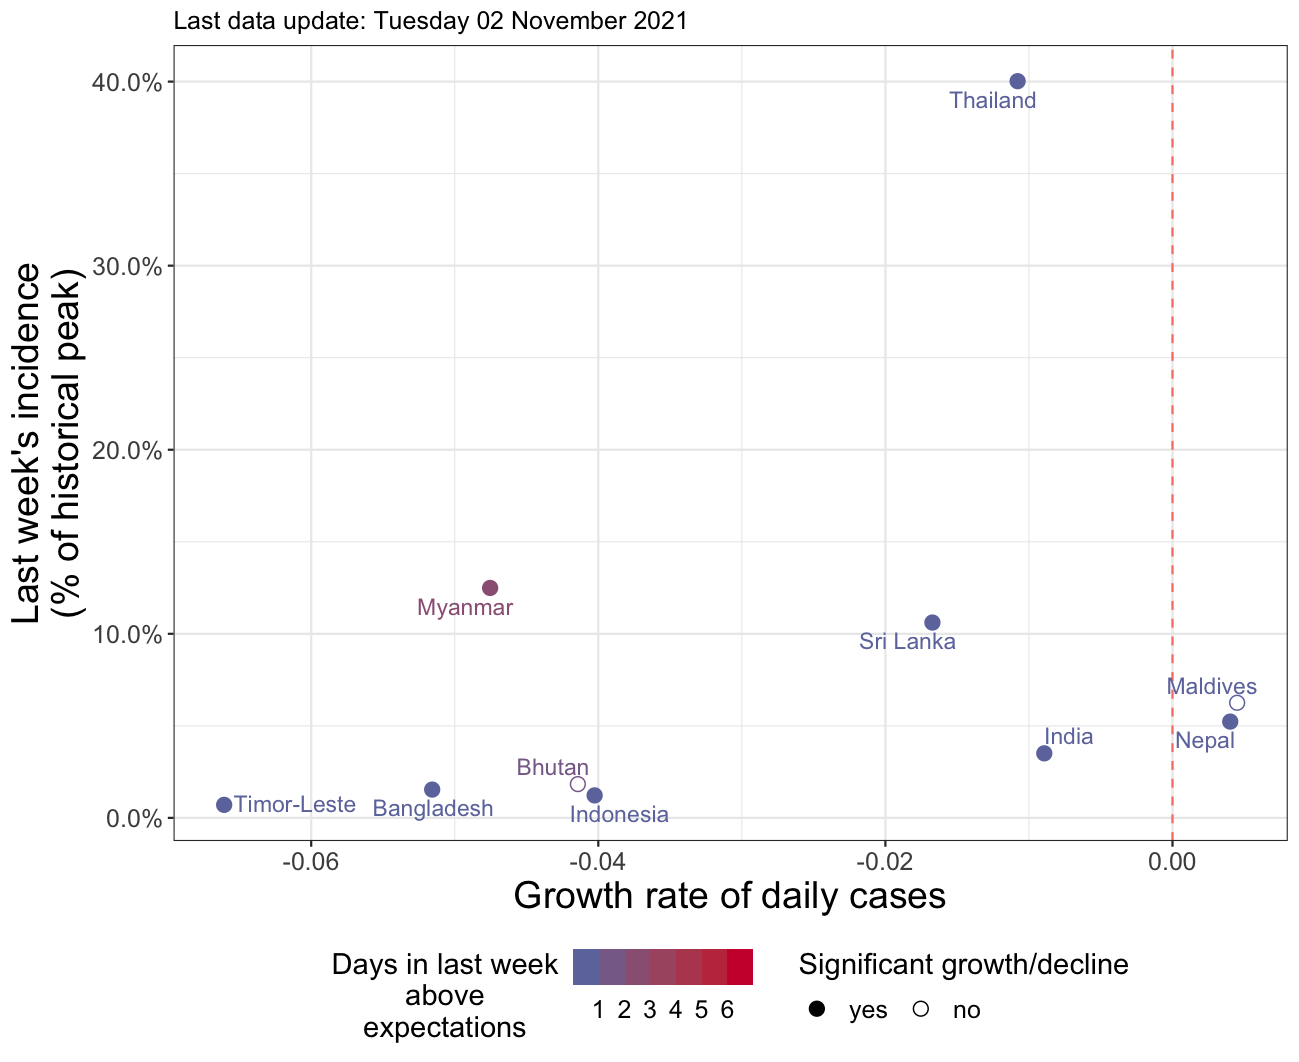 Last data update: Tuesday 02 November 2021
Last week's incidence
(% of historical peak)
40.0%
30.0%
20.0%
10.0%
0.0%
Thailand
Myanmar
Sri Lanka
Maldives
Nepal
India
Bhutan
Timor-Leste
Bangladesh
Indonesia
-0.06 -0.04 -0.02 0.00
Growth rate of daily cases
Days in last week
above
expectations
1 2 3 4 5 6
Significant growth/decline
yes no